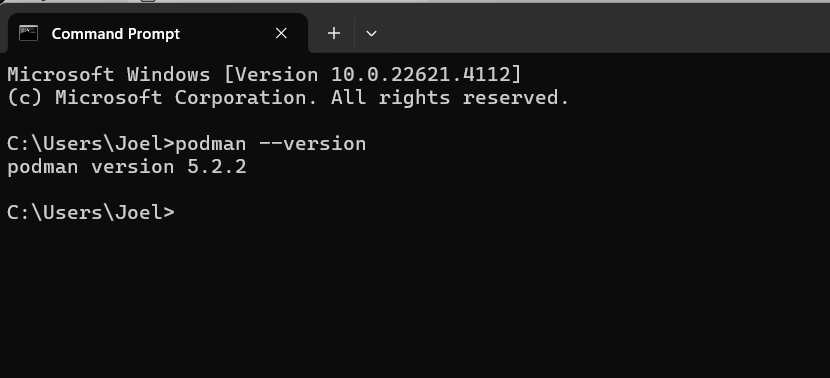 Command Prompt
Microsoft Windows [Version 10.0.22621.4112]
(c) Microsoft Corporation. All rights reserved.
C:\Users\Joel>podman --version
podman version 5.2.2
C:\Users\Joel>